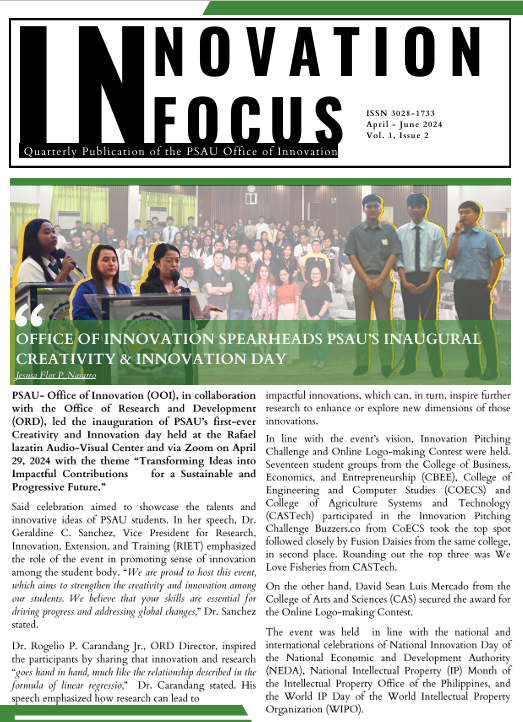 INNOVATION
FOCUS
Quarterly Publication of the PSAU Office of Innovation
ISSN 3028-1733
April - June 2024
Vol. 1, Issue 2
“
OFFICE OF INNOVATION SPEARHEADS PSAU'S INAUGURAL
CREATIVITY & INNOVATION DAY
Jesusa Flor P. Navarro
PSAU- Office of Innovation (OOI), in collaboration
with the Office of Research and Development
(ORD), led the inauguration of PSAU's first-ever
Creativity and Innovation day held at the Rafael
lazatin Audio-Visual Center and via Zoom on April
29, 2024 with the theme “Transforming Ideas into
Impactful Contributions for a Sustainable and
Progressive Future.”
Said celebration aimed to showcase the talents and
innovative ideas of PSAU students. In her speech, Dr.
Geraldine C. Sanchez, Vice President for Research,
Innovation, Extension, and Training (RIET) emphasized
the role of the event in promoting sense of innovation
among the student body. “We are proud to host this event,
which aims to strengthen the creativity and innovation among
our students. We believe that your skills are essential for
driving progress and addressing global changes,” Dr. Sanchez
stated.
Dr. Rogelio P. Carandang Jr., ORD Director, inspired
the participants by sharing that innovation and research
“goes hand in hand, much like the relationship described in the
formula of linear regressio,” Dr. Carandang stated. His
speech emphasized how research can lead to
impactful innovations, which can, in turn, inspire further
research to enhance or explore new dimensions of those
innovations.
In line with the event's vision, Innovation Pitching
Challenge and Online Logo-making Contest were held.
Seventeen student groups from the College of Business,
Economics, and Entrepreneurship (CBEE), College of
Engineering and Computer Studies (COECS) and
College of Agriculture Systems and Technology
(CASTech) participated in the Innovation Pitching
Challenge Buzzers.co from CoECS took the top spot
followed closely by Fusion Daisies from the same college,
in second place. Rounding out the top three was We
Love Fisheries from CASTech.
On the other hand, David Sean Luis Mercado from the
College of Arts and Sciences (CAS) secured the award for
the Online Logo-making Contest.
The event was held in line with the national and
international celebrations of National Innovation Day of
the National Economic and Development Authority
(NEDA), National Intellectual Property (IP) Month of
the Intellectual Property Office of the Philippines, and
the World IP Day of the World Intellectual Property
Organization (WIPO).